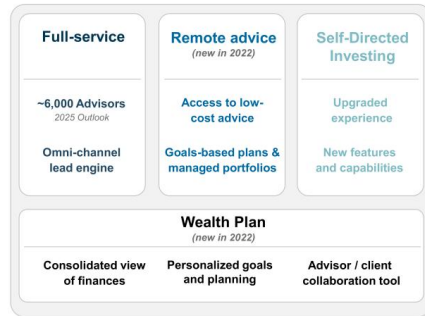 Full-service
~6,000 Advisors
2025 Outlook
Omni-channel
lead engine
Remote advice
(new in 2022)
Access to low-
cost advice
Goals-based plans &
managed portfolios
Self-Directed
Investing
Upgraded
experience
New features
and capabilities
Wealth Plan
(new in 2022)
Consolidated view
of finances
Personalized goals
and planning
Advisor / client
collaboration tool